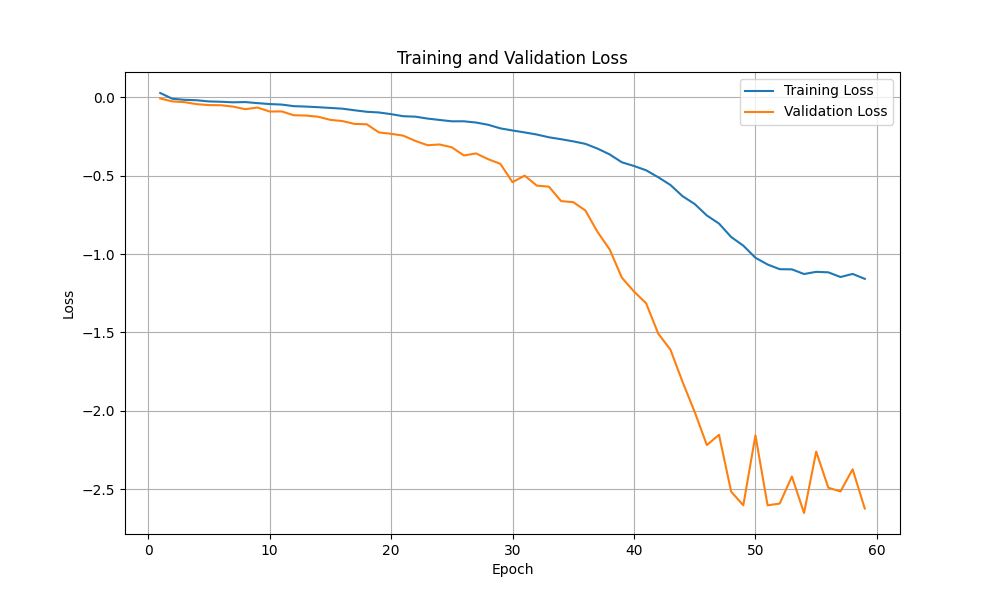 Training and Validation Loss
Training Loss
Validation Loss
0.0
−0.5
−1.0
−1.5
−2.0
−2.5
Loss
0 10 20 30 40 50 60
Epoch